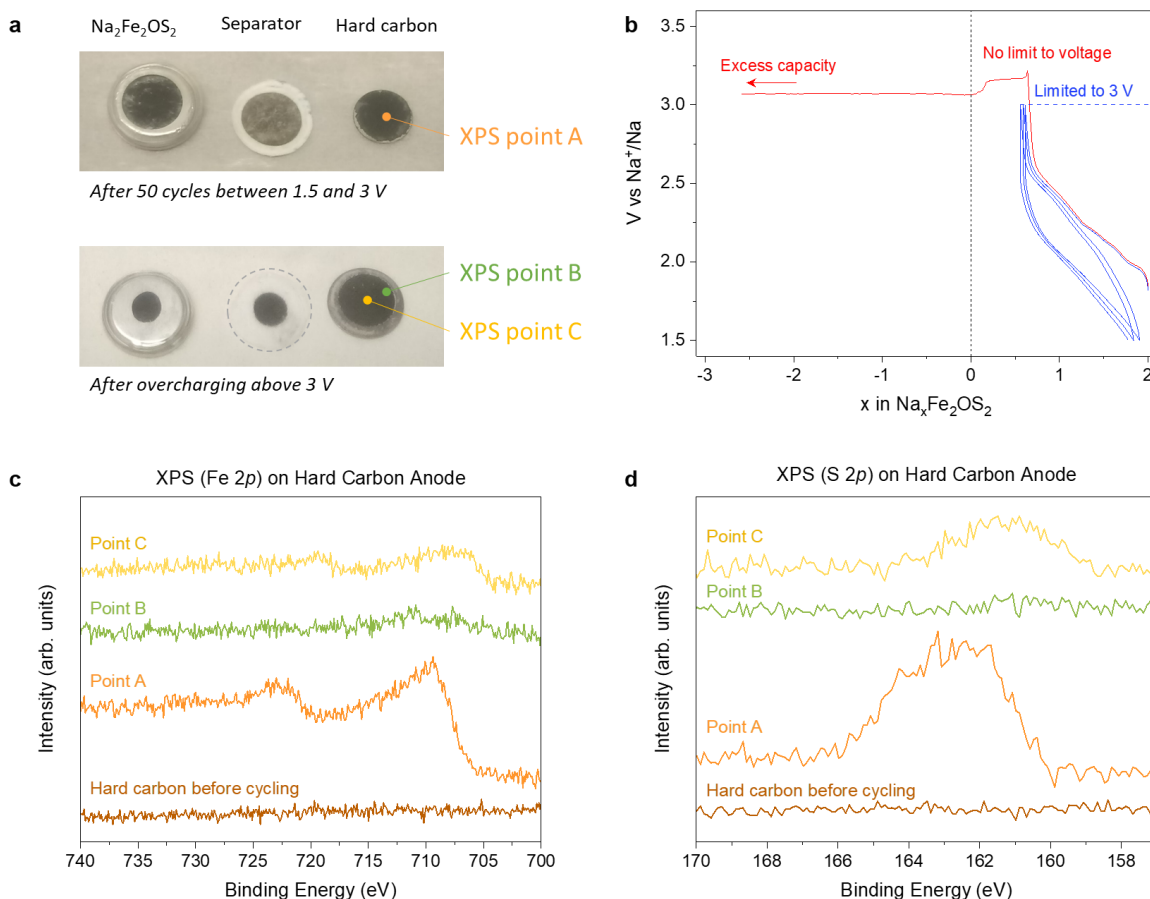 a
Na₂Fe₂OS₂
Separator
Hard carbon
XPS point A
After 50 cycles between 1.5 and 3 V
XPS point B
XPS point C
After overcharging above 3 V
b
3.5
3.0
2.5
2.0
1.5
V vs Na⁺/Na
No limit to voltage
Excess capacity
Limited to 3 V
-3
-2
-1
0
1
2
x in NaₓFe₂OS₂
c
XPS (Fe 2p) on Hard Carbon Anode
Point C
Point B
Point A
Hard carbon before cycling
Intensity (arb. units)
740
735
730
725
720
715
710
705
700
Binding Energy (eV)
d
XPS (S 2p) on Hard Carbon Anode
Point C
Point B
Point A
Hard carbon before cycling
Intensity (arb. units)
170
168
166
164
162
160
158
Binding Energy (eV)